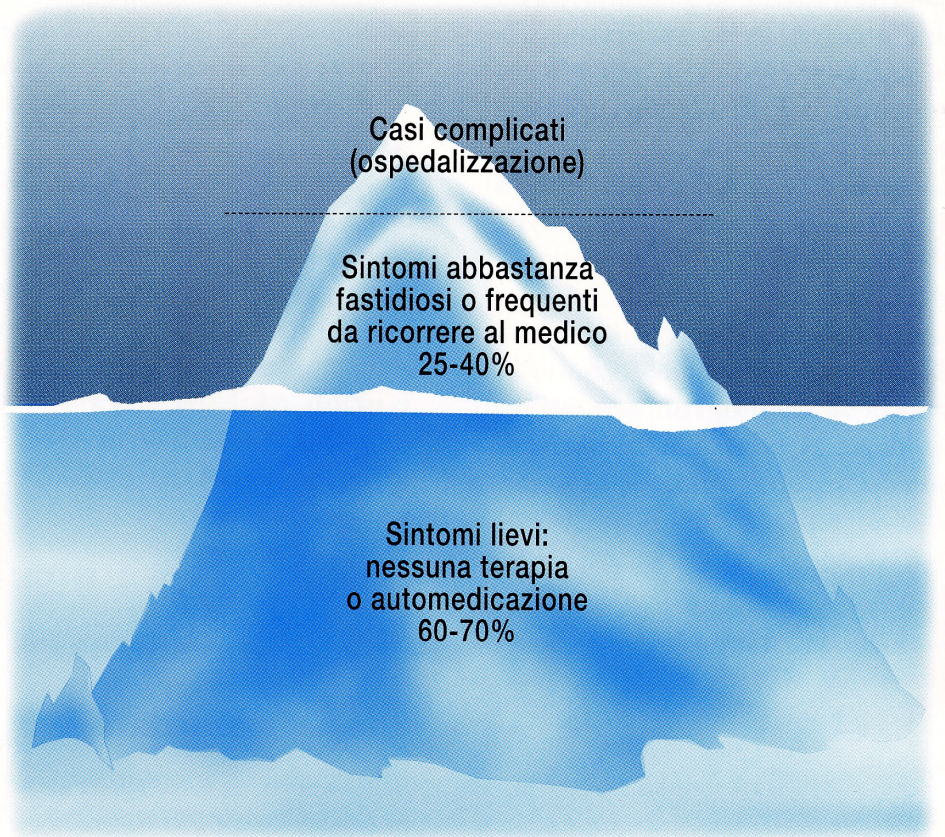 Casi complicati
(ospedalizzazione)
Sintomi abbastanza
fastidiosi o frequenti
da ricorrere al medico
25-40%
Sintomi lievi:
nessuna terapia
o automedicazione
60-70%